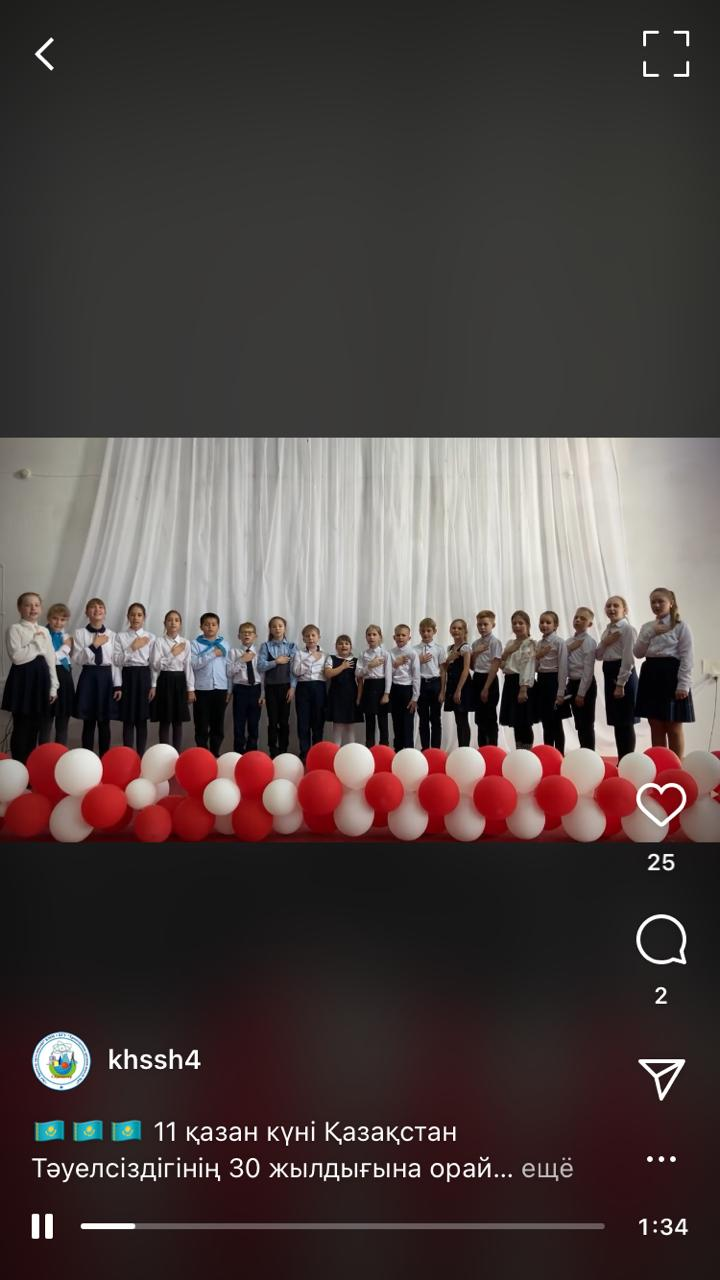 25
2
khssh4
🇰🇿 🇰🇿 🇰🇿 11 қазан күні Қазақстан
Тәуелсіздігінің 30 жылдығына орай... ещё
1:34